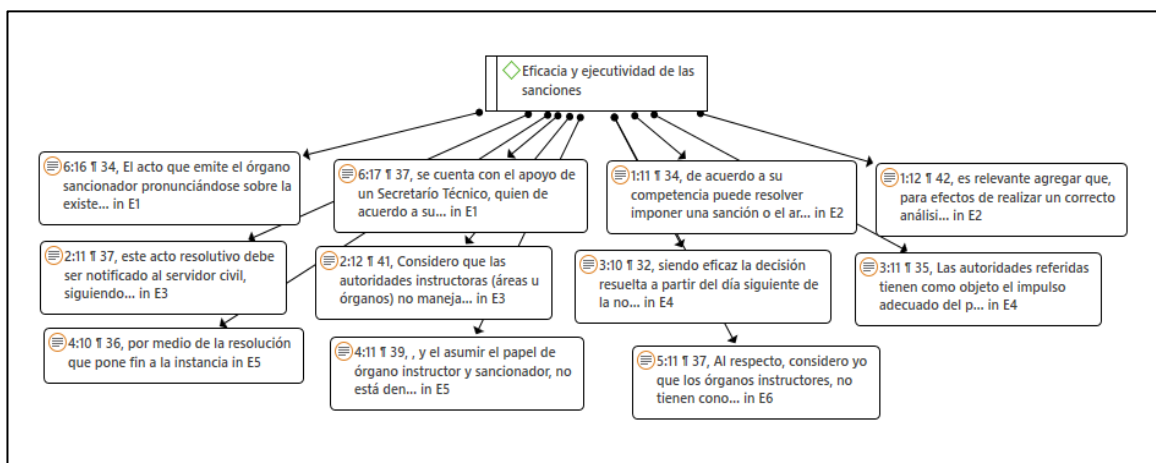 Eficacia y ejecutividad de las
sanciones
6:16 ¶ 34, El acto que emite el órgano
sancionador pronunciándose sobre la
existe... in E1
6:17 ¶ 37, se cuenta con el apoyo de
un Secretarío Técnico, quien de
acuerdo a su... in E1
1:11 ¶ 34, de acuerdo a su
competencia puede resolver
imponer una sanción o el ar... in E2
1:12 ¶ 42, es relevante agregar que,
para efectos de realizar un correcto
análisi... in E2
2:11 ¶ 37, este acto resolutivo debe
ser notificado al servidor civil,
siguiendo... in E3
2:12 ¶ 41, Considero que las
autoridades instructoras (áreas u
órganos) no maneja... in E3
3:10 ¶ 32, siendo eficaz la decisión
resuelta a partir del día siguiente de
la no... in E4
3:11 ¶ 35, Las autoridades referidas
tienen como objeto el impulso
adecuado del p... in E4
4:10 ¶ 36, por medio de la resolución
que pone fin a la instancia in E5
4:11 ¶ 39, , y el asumir el papel de
órgano instructor y sancionador, no
está den... in E5
5:11 ¶ 37, Al respecto, considero yo
que los órganos instructores, no
tienen cono... in E6